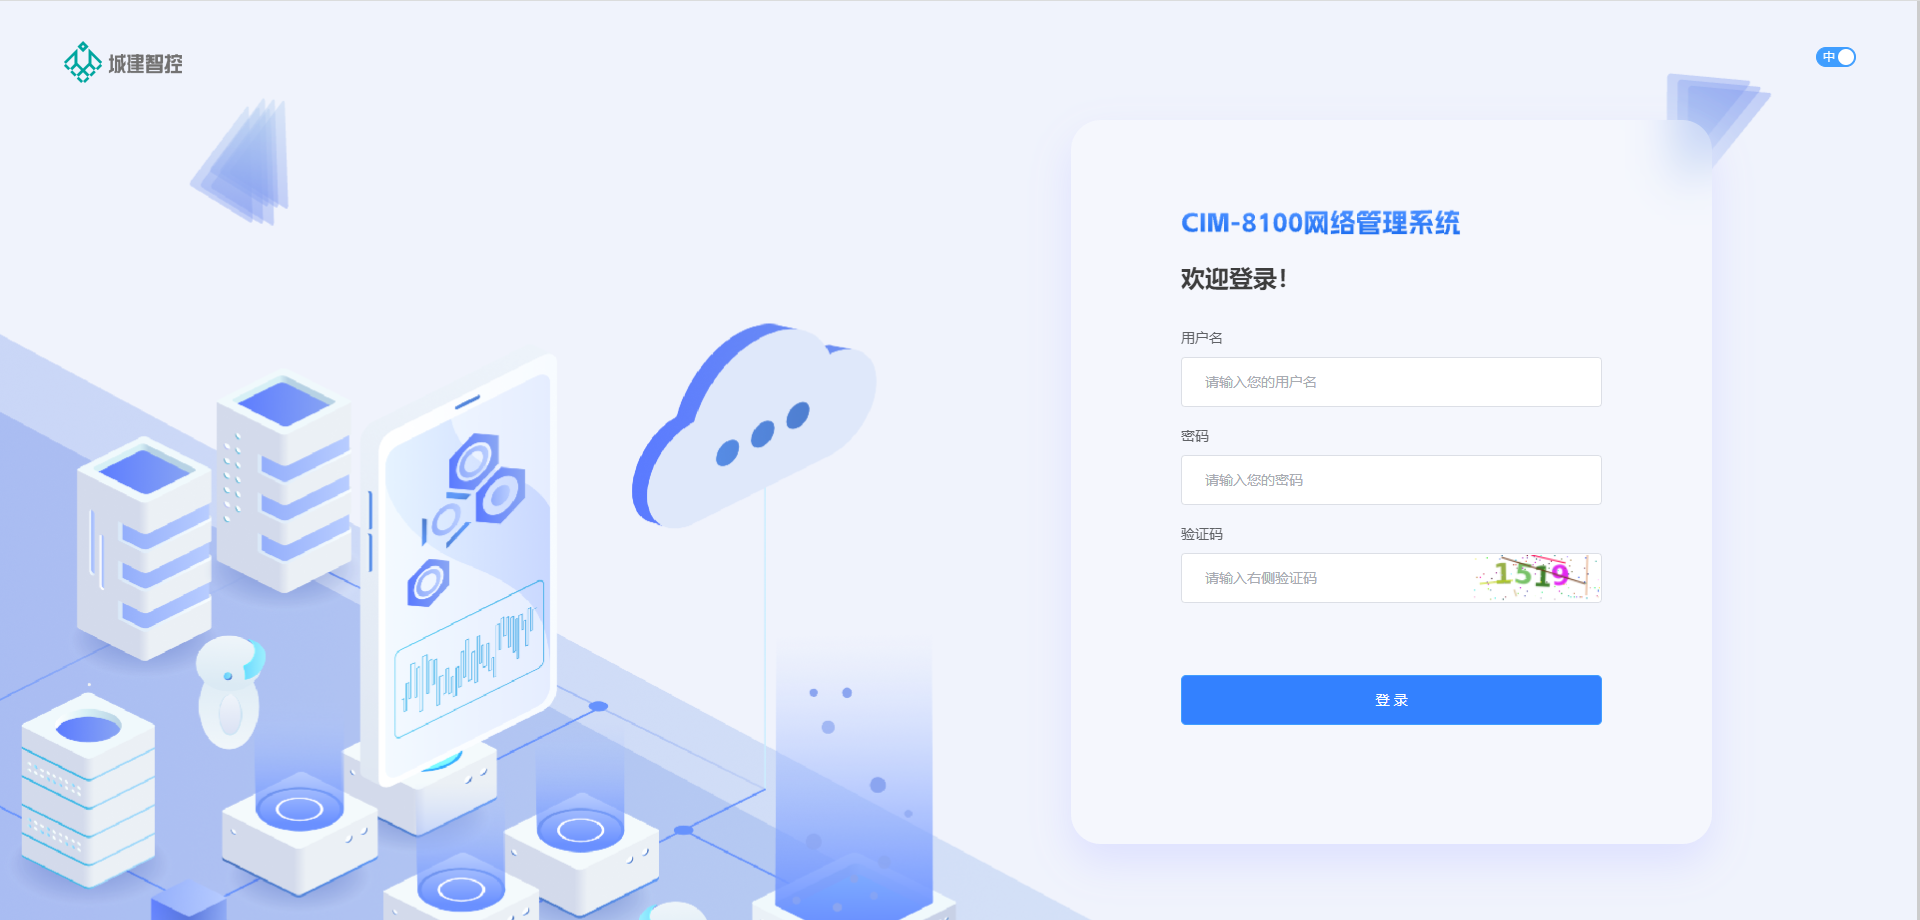 城建智控
中
CIM-8100网络管理系统
欢迎登录!
用户名
请输入您的用户名
密码
请输入您的密码
验证码
请输入右侧验证码
1519
登 录